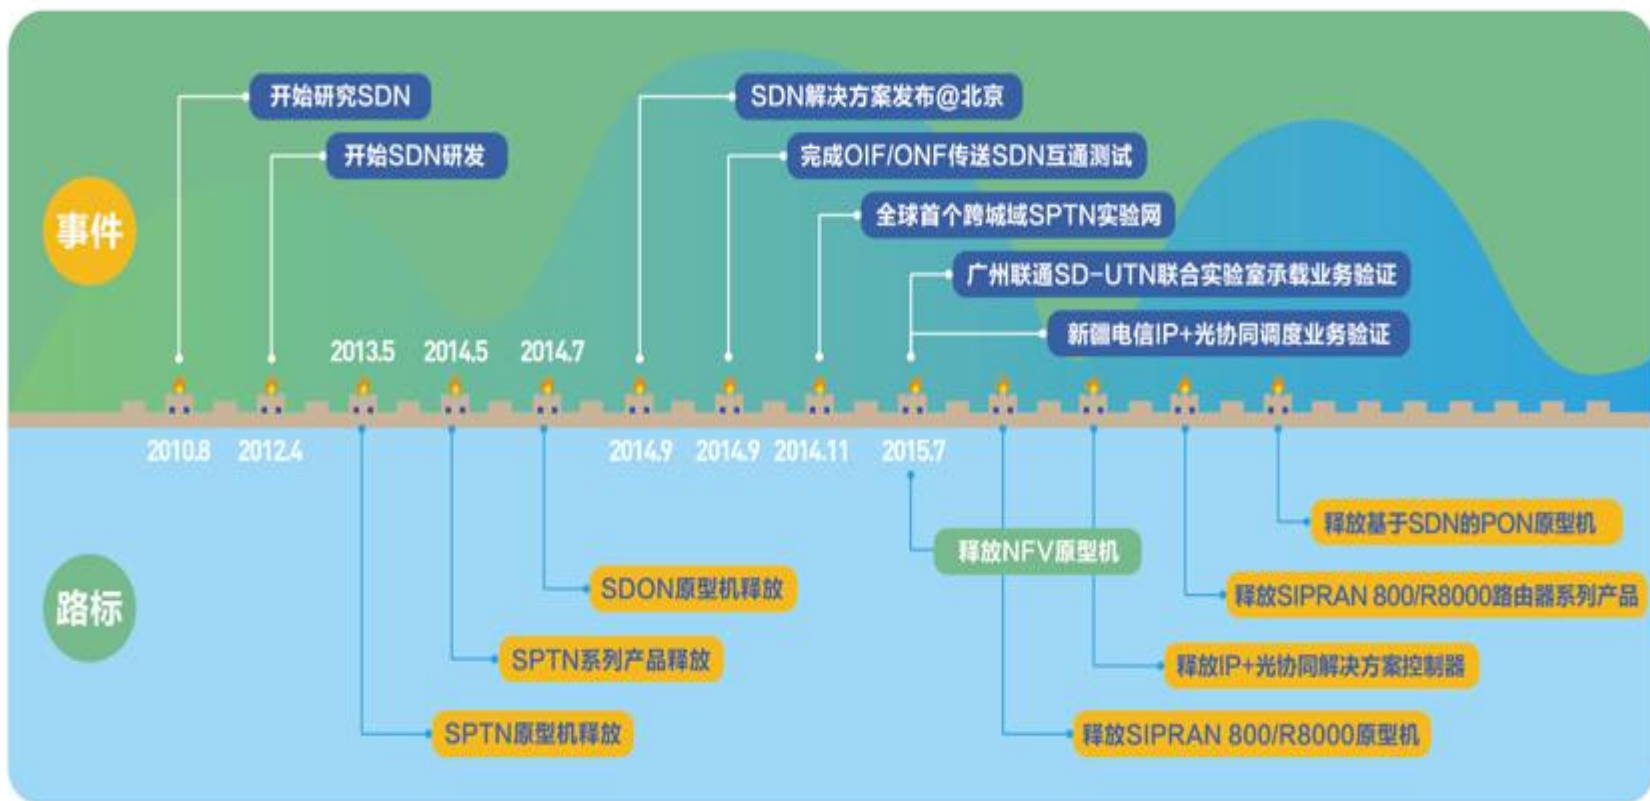 开始研究SDN
SDN解决方案发布@北京
开始SDN研发
完成OIF/ONF传送SDN互通测试
事件
全球首个跨城域SPTN实验网
广州联通SD-UTN联合实验室承载业务验证
新疆电信IP+光协同调度业务验证
2013.5
2014.5
2014.7
2010.8
2012.4
2014.9
2014.9
2014.11
2015.7
释放基于SDN的PON原型机
释放NFV原型机
SDON原型机释放
释放SIPRAN 800/R8000路由器系列产品
路标
SPTN系列产品释放
释放IP+光协同解决方案控制器
SPTN原型机释放
释放SIPRAN 800/R8000原型机